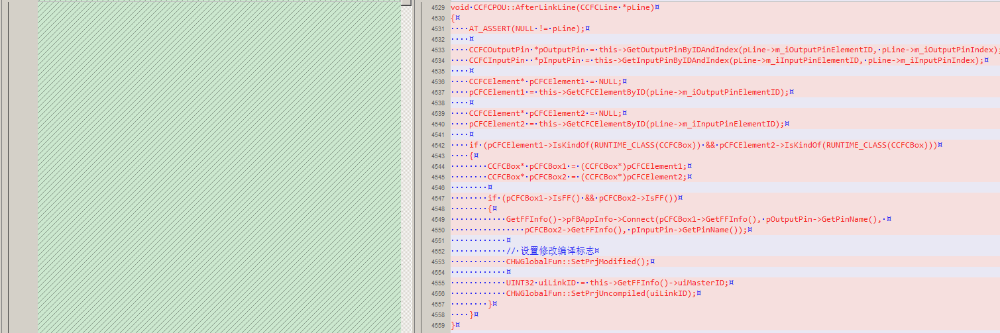 4529 void CCFCPOU::AfterLinkLine(CCFCLine *pLine)
4530 {
4531     AT_ASSERT(NULL != pLine);
4532
4533     CCFCOutputPin *pOutputPin = this->GetOutputPinByIDAndIndex(pLine->m_iOutputPinElementID, pLine->m_iOutputPinIndex);
4534     CCFCInputPin  *pInputPin = this->GetInputPinByIDAndIndex(pLine->m_iInputPinElementID, pLine->m_iInputPinIndex);
4535
4536     CCFCElement* pCFCElement1 = NULL;
4537     pCFCElement1 = this->GetCFCElementByID(pLine->m_iOutputPinElementID);
4538
4539     CCFCElement* pCFCElement2 = NULL;
4540     pCFCElement2 = this->GetCFCElementByID(pLine->m_iInputPinElementID);
4541
4542     if (pCFCElement1->IsKindOf(RUNTIME_CLASS(CCFCBox)) && pCFCElement2->IsKindOf(RUNTIME_CLASS(CCFCBox)))
4543     {
4544         CCFCBox* pCFCBox1 = (CCFCBox*)pCFCElement1;
4545         CCFCBox* pCFCBox2 = (CCFCBox*)pCFCElement2;
4546
4547         if (pCFCBox1->IsFF() && pCFCBox2->IsFF())
4548         {
4549             GetFFInfo()->pFBAppInfo->Connect(pCFCBox1->GetFFInfo(), pOutputPin->GetPinName(),
4550                 pCFCBox2->GetFFInfo(), pInputPin->GetPinName());
4551
4552             // 设置修改编译标志
4553             CHWGlobalFun::SetPrjModified();
4554
4555             UINT32 uiLinkID = this->GetFFInfo()->uiMasterID;
4556             CHWGlobalFun::SetPrjUncompiled(uiLinkID);
4557         }
4558     }
4559 }